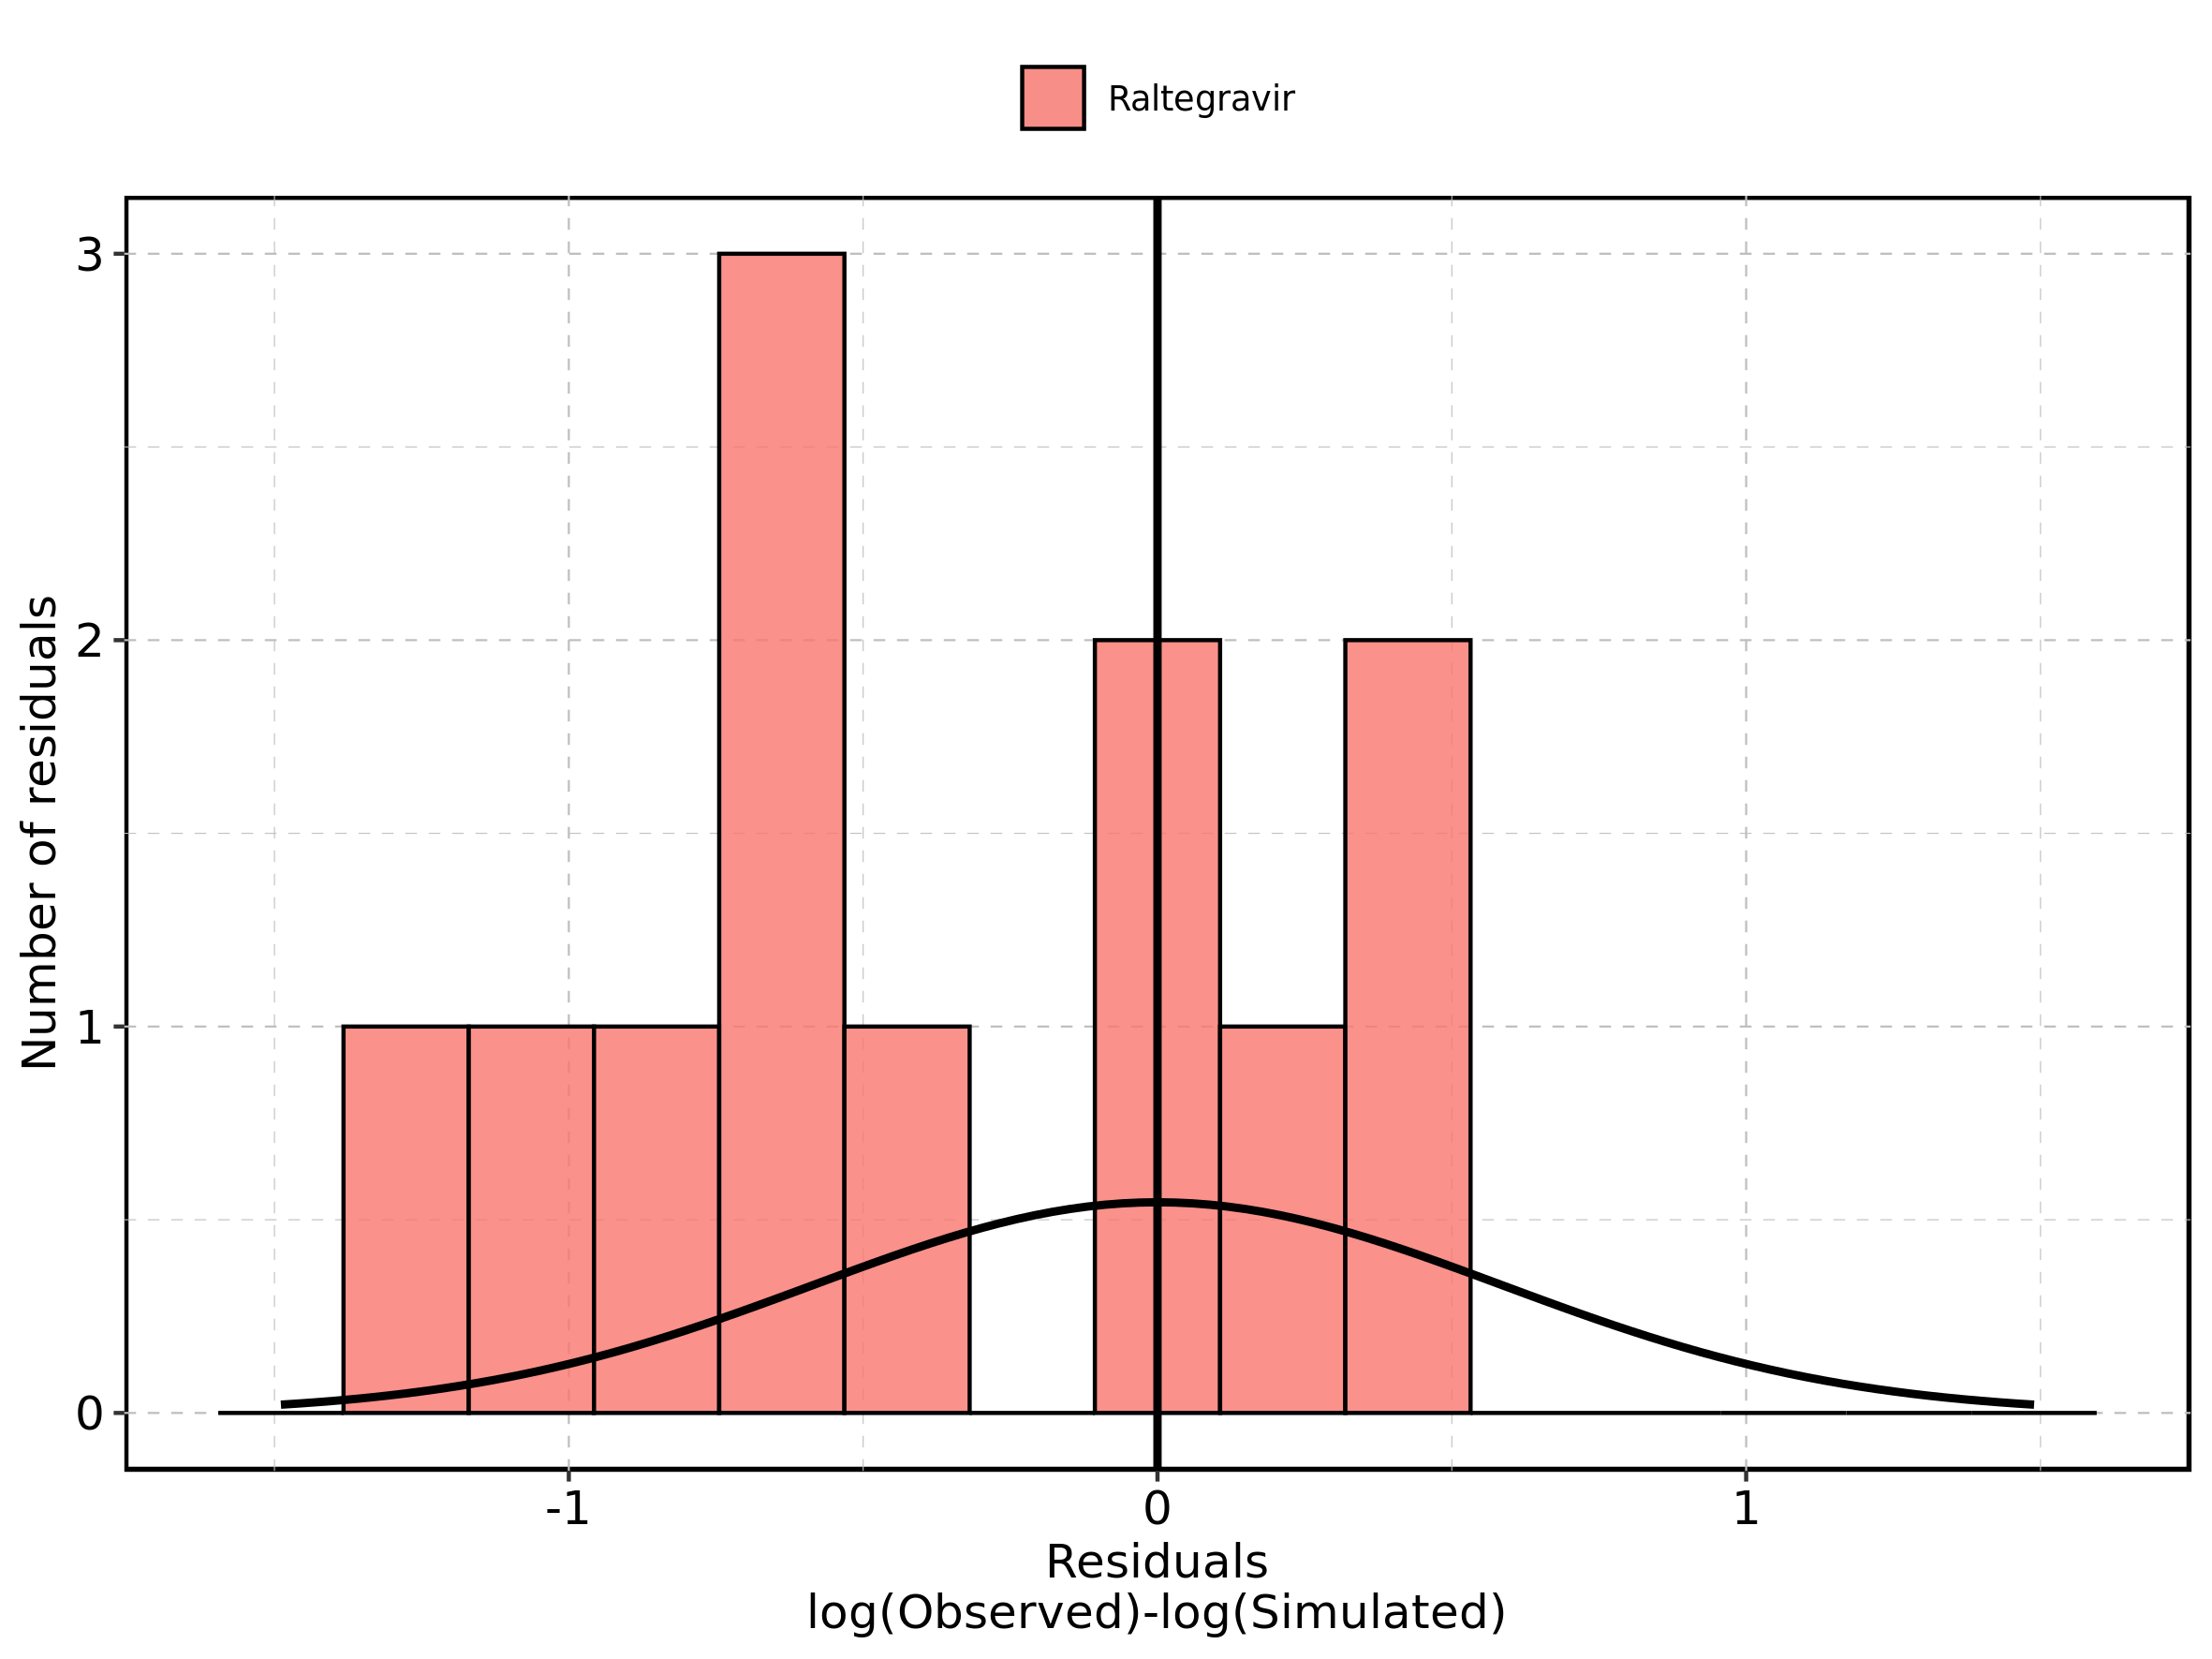 Raltegravir
3
2
1
0
Number of residuals
-1 0 1
Residuals
log(Observed)-log(Simulated)